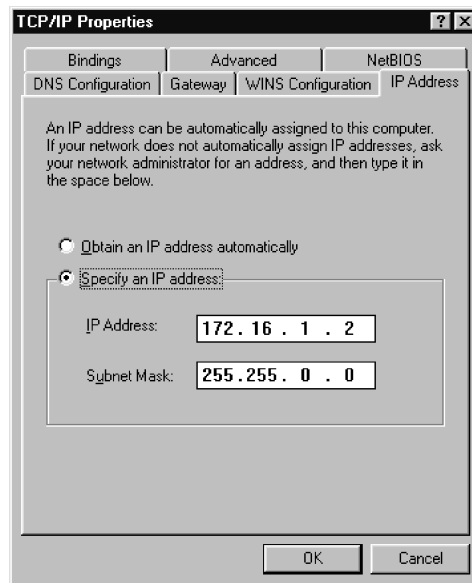 TCP/IP Properties ? ×
Bindings Advanced NetBIOS
DNS Configuration Gateway WINS Configuration IP Address
An IP address can be automatically assigned to this computer.
If your network does not automatically assign IP addresses, ask
your network administrator for an address, and then type it in
the space below.
Obtain an IP address automatically
Specify an IP address:
IP Address: 172.16.1.2
Subnet Mask: 255.255.0.0
OK Cancel